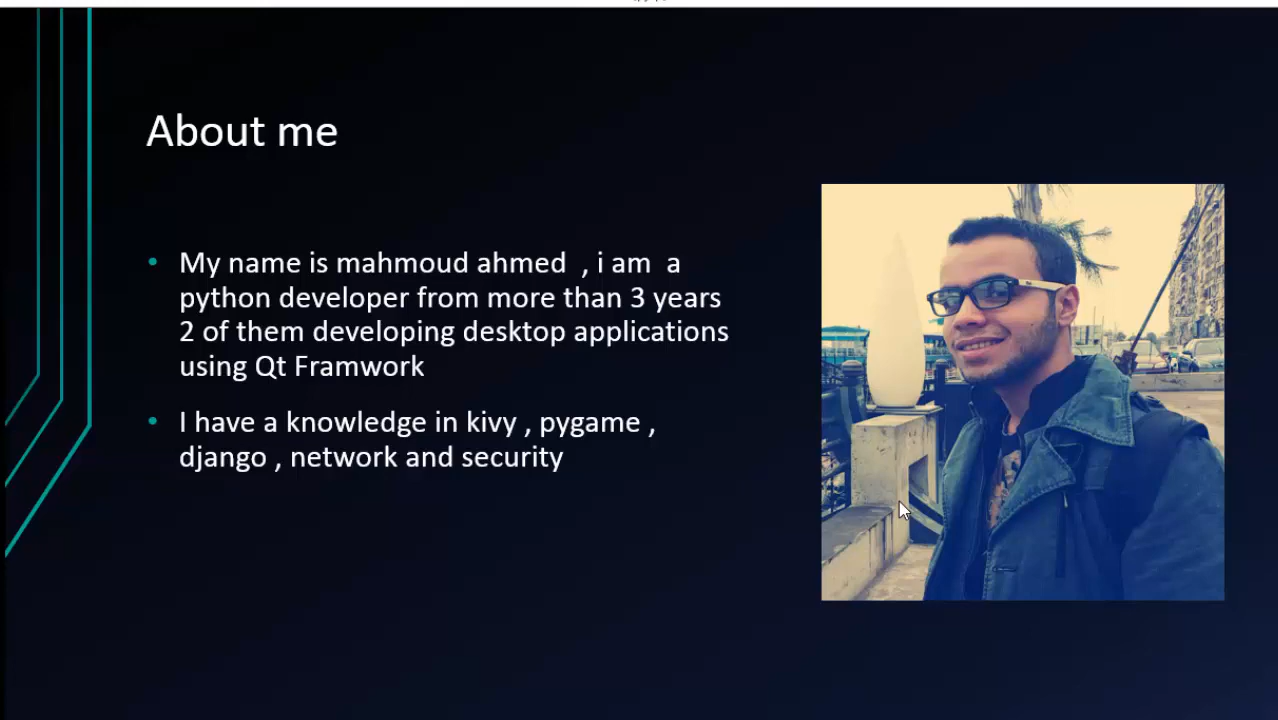 About me
• My name is mahmoud ahmed , i am a
python developer from more than 3 years
2 of them developing desktop applications
using Qt Framwork
• I have a knowledge in kivy , pygame ,
django , network and security